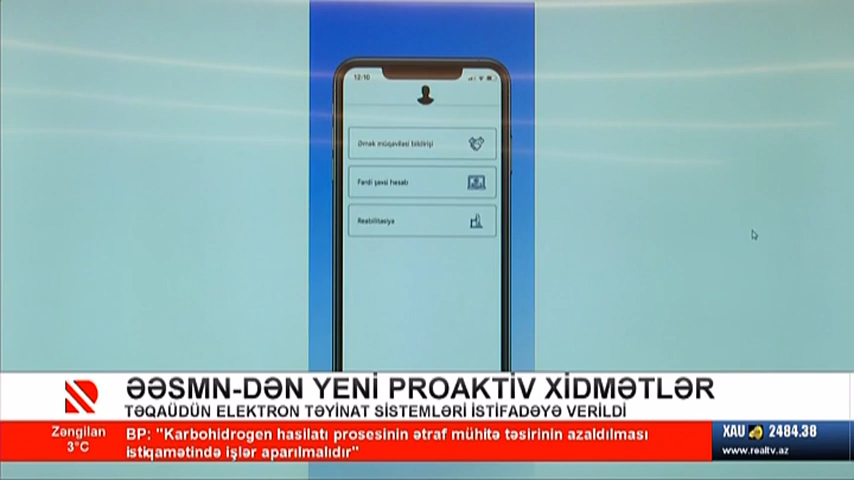 12:10
Əmək müqaviləsi bildirişi
Fərdi şəxsi hesab
Reabilitasiya
ƏƏSMN-DƏN YENİ PROAKTİV XİDMƏTLƏR
TƏQAÜDÜN ELEKTRON TƏYİNAT SİSTEMLƏRİ İSTİFADƏYƏ VERİLDİ
Zəngilan
3°C
BP: "Karbohidrogen hasilatı prosesinin ətraf mühitə təsirinin azaldılması
istiqamətində işlər aparılmalıdır"
XAU 2484.38
www.realtv.az